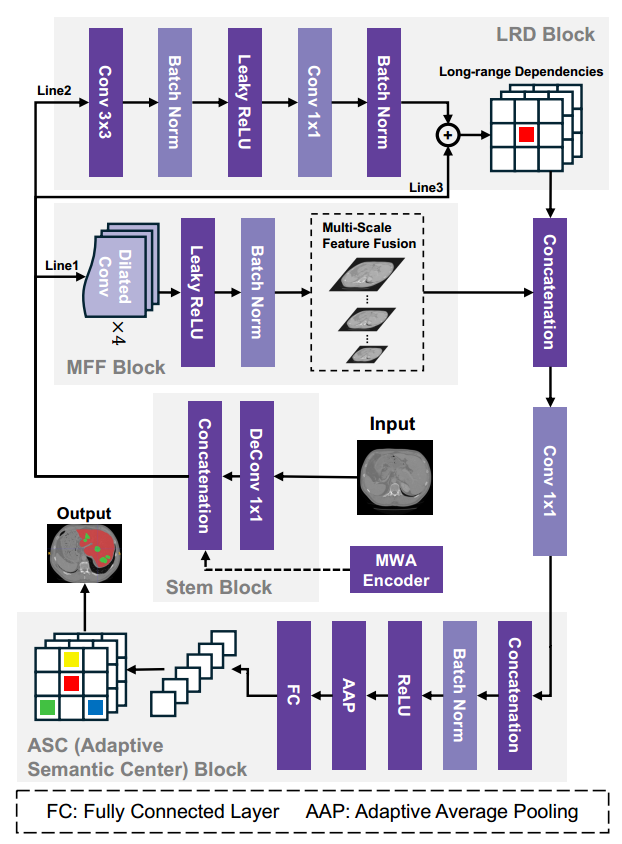 LRD Block
Line2
Conv 3x3
Batch Norm
Leaky ReLU
Conv 1x1
Batch Norm
+
Long-range Dependencies
Line3
Line1
Dilated
Conv
×4
Leaky ReLU
Batch Norm
Multi-Scale
Feature Fusion
MFF Block
Concatenation
Conv 1x1
Input
DeConv 1x1
Concatenation
MWA
Encoder
Stem Block
Output
Concatenation
Batch Norm
ReLU
AAP
FC
ASC (Adaptive
Semantic Center) Block
FC: Fully Connected Layer AAP: Adaptive Average Pooling